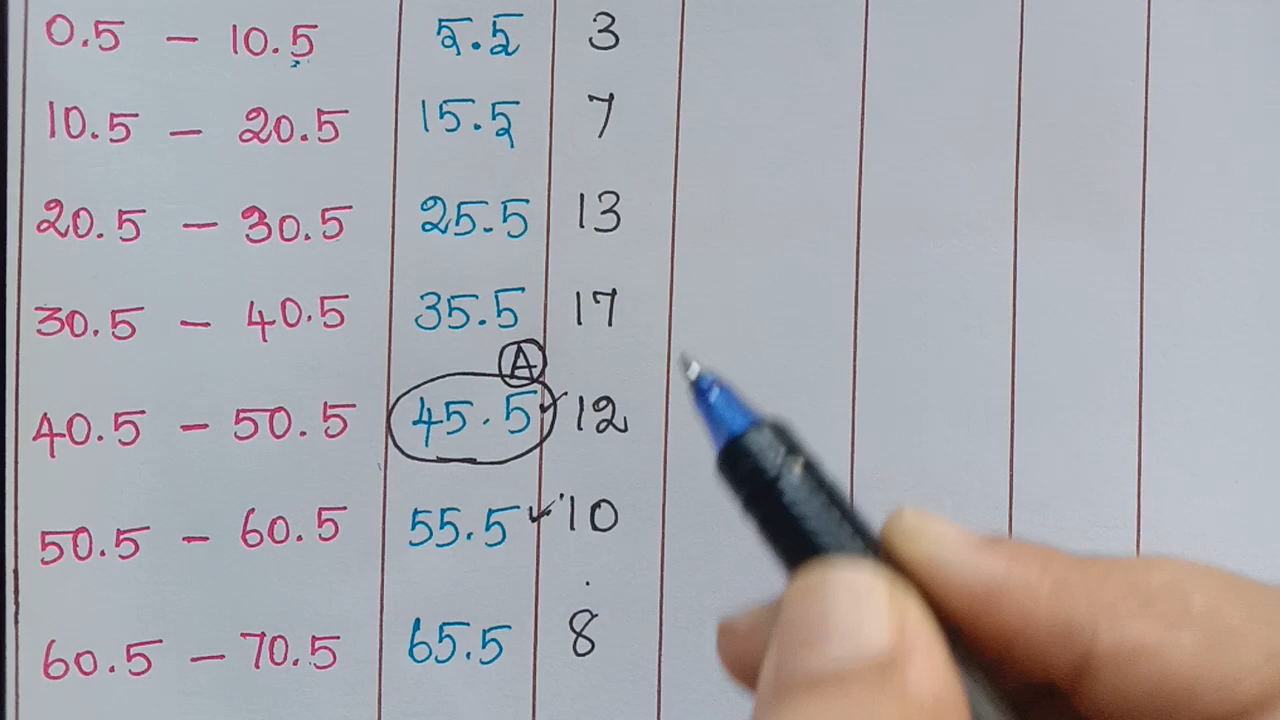 0.5 - 10.5 5.5 3
10.5 - 20.5 15.5 7
20.5 - 30.5 25.5 13
30.5 - 40.5 35.5 17
A
40.5 - 50.5 45.5 ✓ 12
50.5 - 60.5 55.5 ✓ 10
60.5 - 70.5 65.5 8